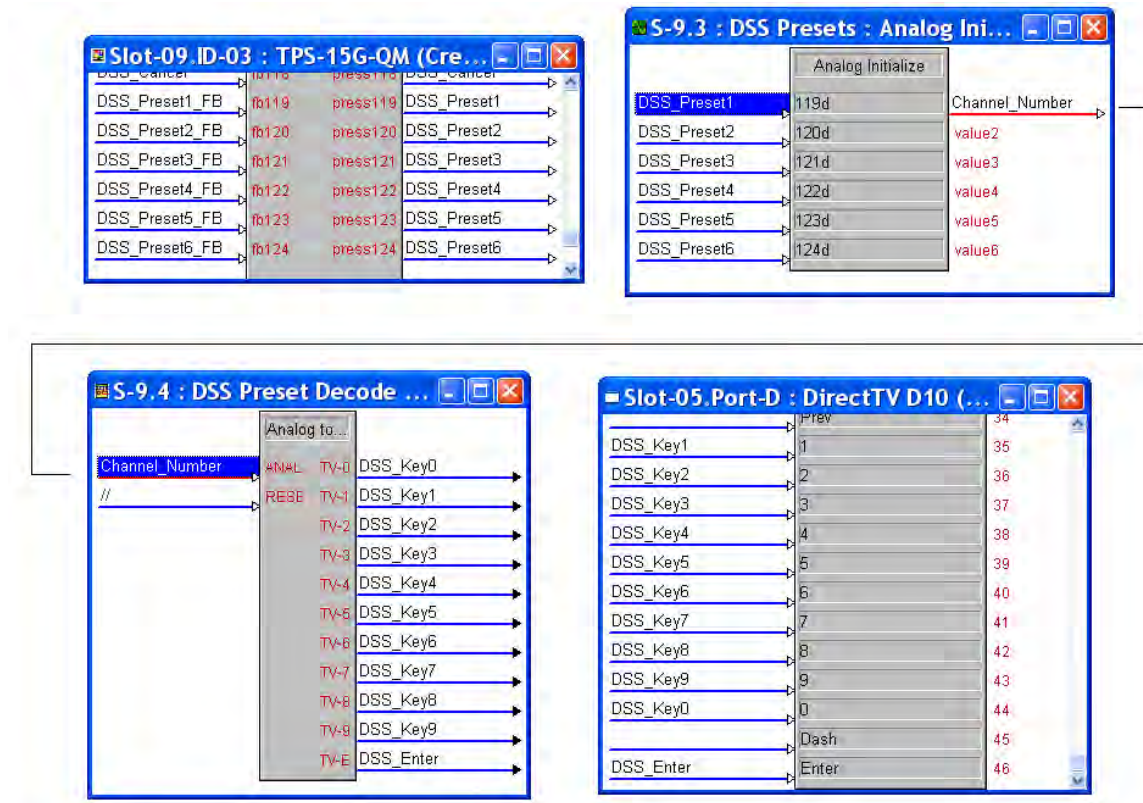 Slot-09.ID-03 : TPS-15G-QM (Cre...
DSS_Cancel fb118 press118 DSS_Cancel
DSS_Preset1_FB fb119 press119 DSS_Preset1
DSS_Preset2_FB fb120 press120 DSS_Preset2
DSS_Preset3_FB fb121 press121 DSS_Preset3
DSS_Preset4_FB fb122 press122 DSS_Preset4
DSS_Preset5_FB fb123 press123 DSS_Preset5
DSS_Preset6_FB fb124 press124 DSS_Preset6
S-9.3 : DSS Presets : Analog Ini...
Analog Initialize
DSS_Preset1 119d Channel_Number
DSS_Preset2 120d value2
DSS_Preset3 121d value3
DSS_Preset4 122d value4
DSS_Preset5 123d value5
DSS_Preset6 124d value6
S-9.4 : DSS Preset Decode ...
Analog to...
Channel_Number ANAL TV-0 DSS_Key0
// RESE TV-1 DSS_Key1
TV-2 DSS_Key2
TV-3 DSS_Key3
TV-4 DSS_Key4
TV-5 DSS_Key5
TV-6 DSS_Key6
TV-7 DSS_Key7
TV-8 DSS_Key8
TV-9 DSS_Key9
TV-E DSS_Enter
Slot-05.Port-D : DirectTV D10 (...
Prev 34
DSS_Key1 1 35
DSS_Key2 2 36
DSS_Key3 3 37
DSS_Key4 4 38
DSS_Key5 5 39
DSS_Key6 6 40
DSS_Key7 7 41
DSS_Key8 8 42
DSS_Key9 9 43
DSS_Key0 0 44
Dash 45
DSS_Enter Enter 46